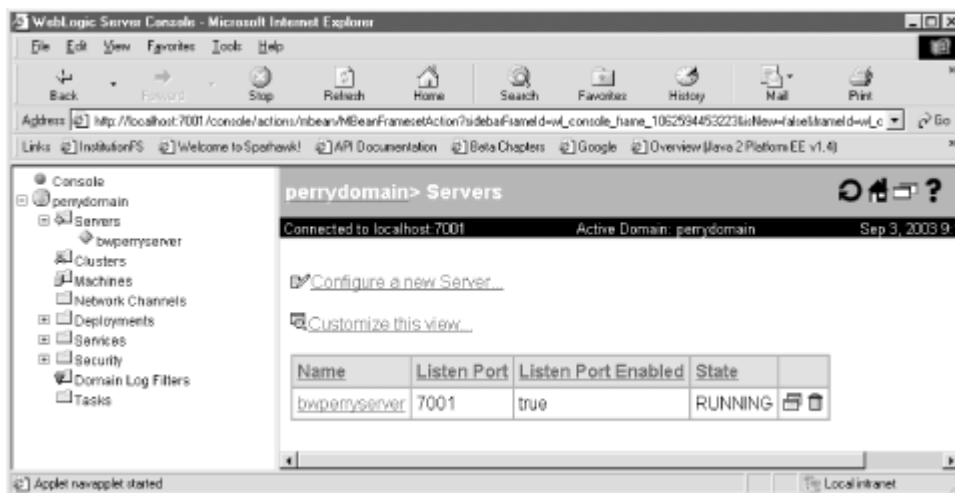 WebLogic Server Console - Microsoft Internet Explorer
File Edit View Favorites Tools Help
Back Forward Stop Refresh Home Search Favorites History Mail Print
Address http://localhost:7001/console/actions/mbean/MBeanFramesetAction?sidebarFrameId=wl_console_frame_1062594453223&isNew=false&frameId=wl_c Go
Links InstitutionPS Welcome to Sparhawk! API Documentation Beta Chapters Google Overview (Java 2 Platform EE v1.4)
Console
perrydomain
Servers
bwperryserver
Clusters
Machines
Network Channels
Deployments
Services
Security
Domain Log Filters
Tasks
perrydomain> Servers
Connected to localhost:7001 Active Domain: perrydomain Sep 3, 2003 9:
Configure a new Server...
Customize this view...
Name Listen Port Listen Port Enabled State
bwperryserver 7001 true RUNNING
Applet navapplet started Local intranet